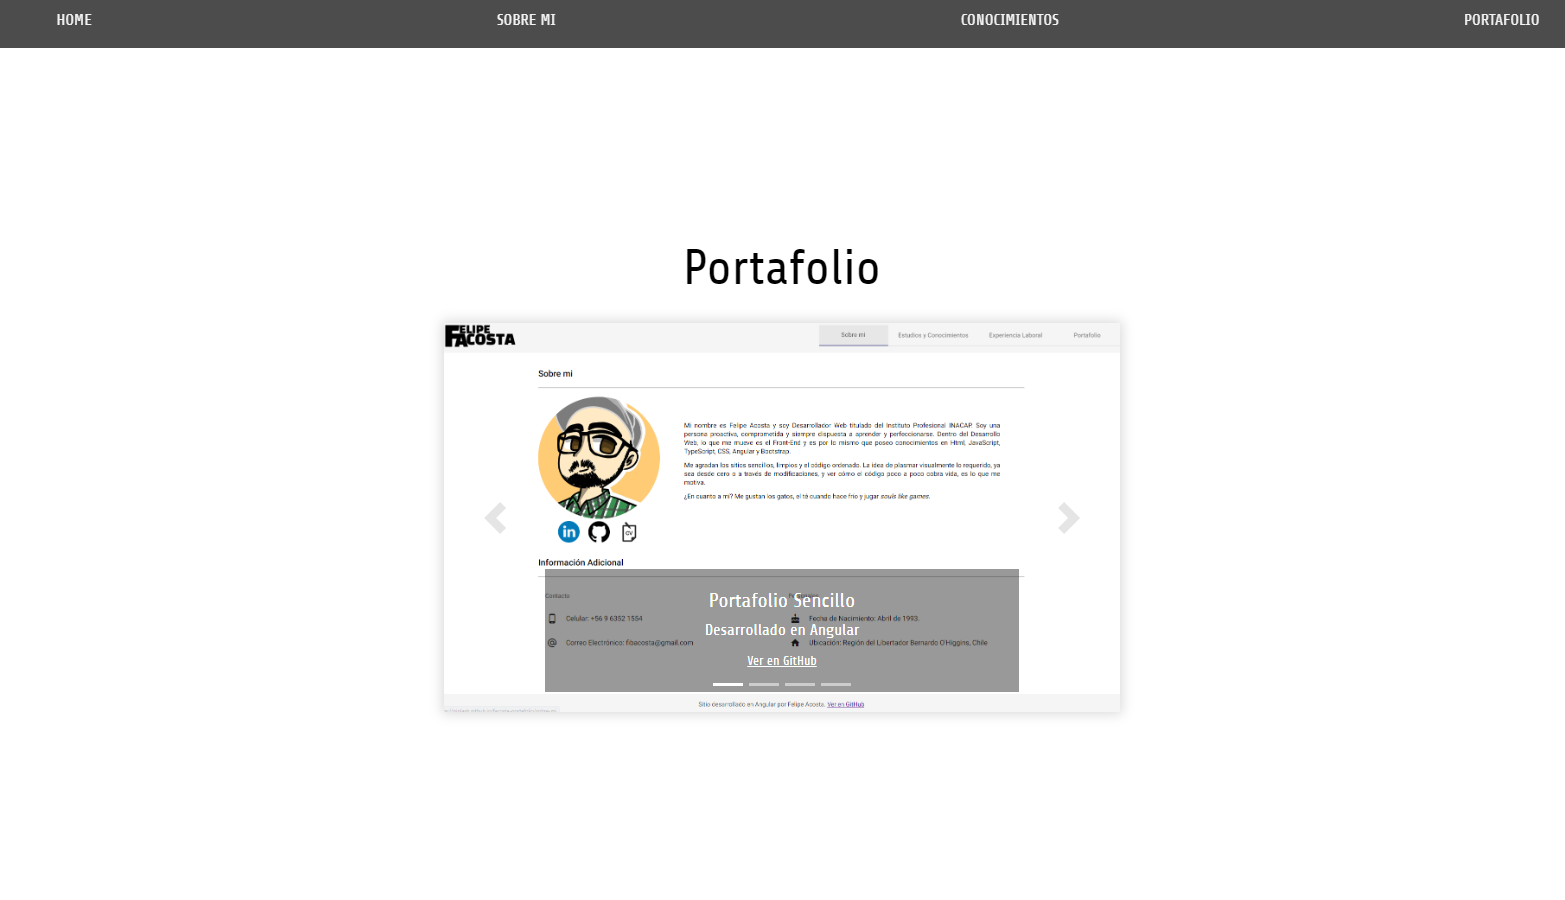 HOME SOBRE MI CONOCIMIENTOS PORTAFOLIO
Portafolio
FELIPE
ACOSTA
Sobre mi Estudios y Conocimientos Experiencia Laboral Portafolio
Sobre mi
Mi nombre es Felipe Acosta y soy Desarrollador Web titulado del Instituto Profesional INACAP. Soy una
persona proactiva, comprometida y siempre dispuesta a aprender y perfeccionarse. Dentro del Desarrollo
Web, lo que me mueve es el Front-End y es por lo mismo que poseo conocimientos en Html, JavaScript,
TypeScript, CSS, Angular y Bootstrap.
Me agradan los sitios sencillos, limpios y el código ordenado. La idea de plasmar visualmente lo requerido, ya
sea desde cero o a través de modificaciones, y ver cómo el código poco a poco cobra vida, es lo que me
motiva.
¿En cuanto a mi? Me gustan los gatos, el té cuando hace frio y jugar souls like games.
in CV
Información Adicional
Contacto
Portafolio Sencillo
Celular: +56 9 6352 1554 Fecha de Nacimiento: Abril de 1993.
Desarrollado en Angular
Correo Electrónico: fibacosta@gmail.com Ubicación: Región del Libertador Bernardo O'Higgins, Chile
Ver en GitHub
Sitio desarrollado en Angular por Felipe Acosta. Ver en GitHub